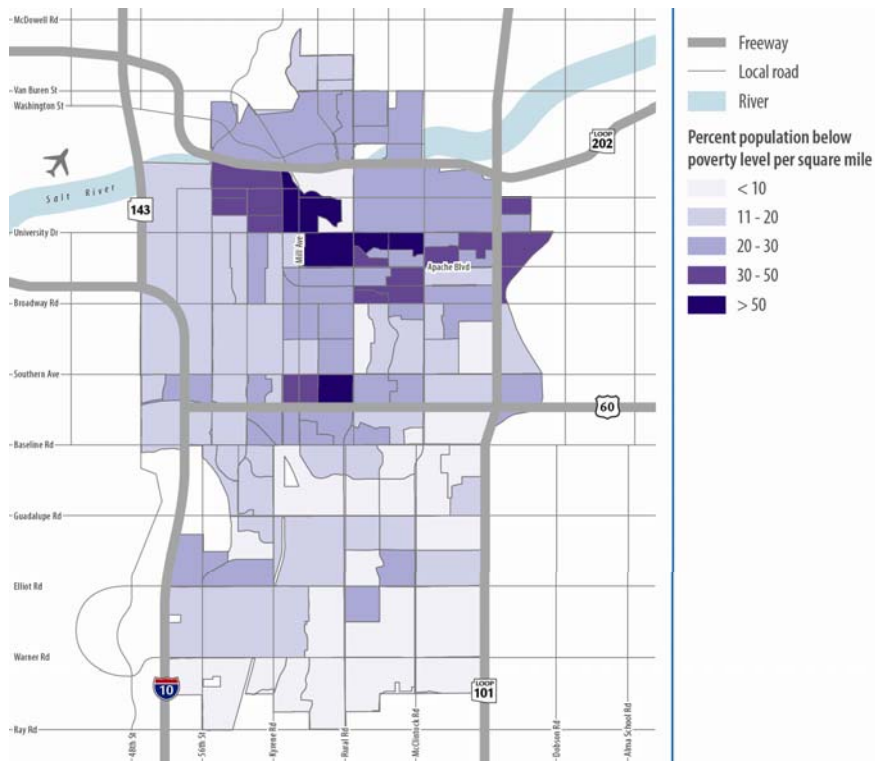 McDowell Rd
Van Buren St
Washington St
LOOP
202
Salt River
143
University Dr
Mill Ave
Apache Blvd
Broadway Rd
Southern Ave
60
Baseline Rd
Guadalupe Rd
Elliot Rd
Warner Rd
10
LOOP
101
Ray Rd
48th St
56th St
Kyrene Rd
Rural Rd
McClintock Rd
Dobson Rd
Alma School Rd
Freeway
Local road
River
Percent population below
poverty level per square mile
< 10
11 - 20
20 - 30
30 - 50
> 50